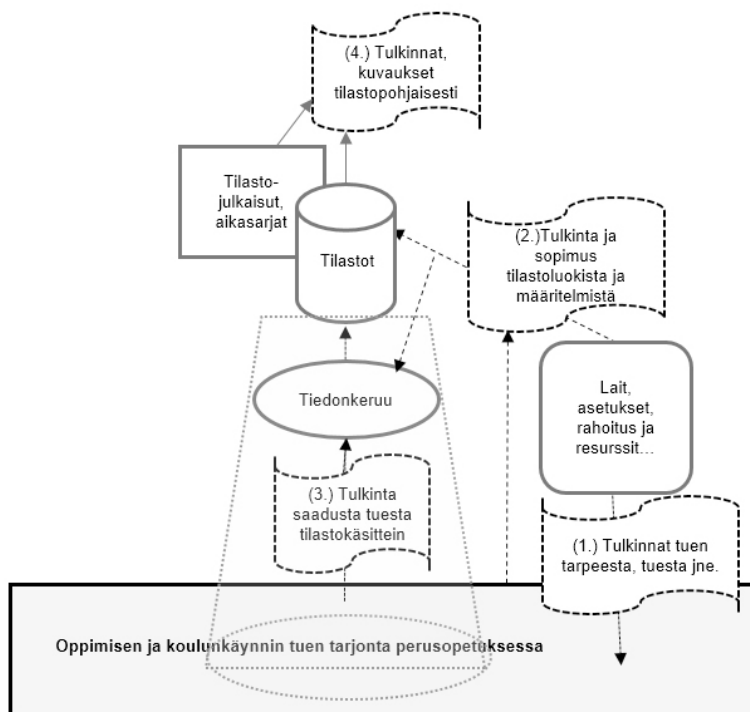 (4.) Tulkinnat,
kuvaukset
tilastopohjaisesti
Tilasto-
julkaisut,
aikasarjat
Tilastot
(2.)Tulkinta ja
sopimus
tilastoluokista ja
määritelmistä
Tiedonkeruu
Lait,
asetukset,
rahoitus ja
resurssit...
(3.) Tulkinta
saadusta tuesta
tilastokäsittein
(1.) Tulkinnat tuen
tarpeesta, tuesta jne.
Oppimisen ja koulunkäynnin tuen tarjonta perusopetuksessa